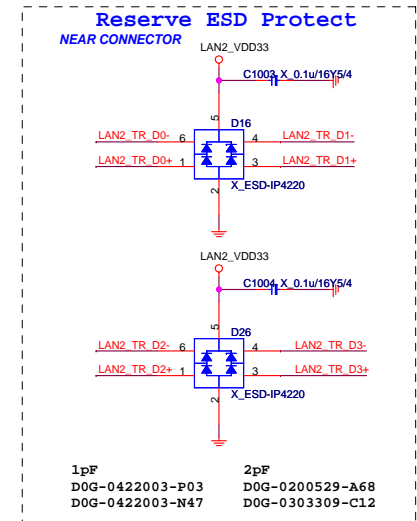 Reserve ESD Protect
NEAR CONNECTOR
LAN2_VDD33
C1003 X_0.1u/16Y5/4
5
D16
LAN2_TR_D0- 6 4 LAN2_TR_D1-
LAN2_TR_D0+ 1 3 LAN2_TR_D1+
2
X_ESD-IP4220
LAN2_VDD33
C1004 X_0.1u/16Y5/4
5
D26
LAN2_TR_D2- 6 4 LAN2_TR_D3-
LAN2_TR_D2+ 1 3 LAN2_TR_D3+
2
X_ESD-IP4220
1pF 2pF
D0G-0422003-P03 D0G-0200529-A68
D0G-0422003-N47 D0G-0303309-C12